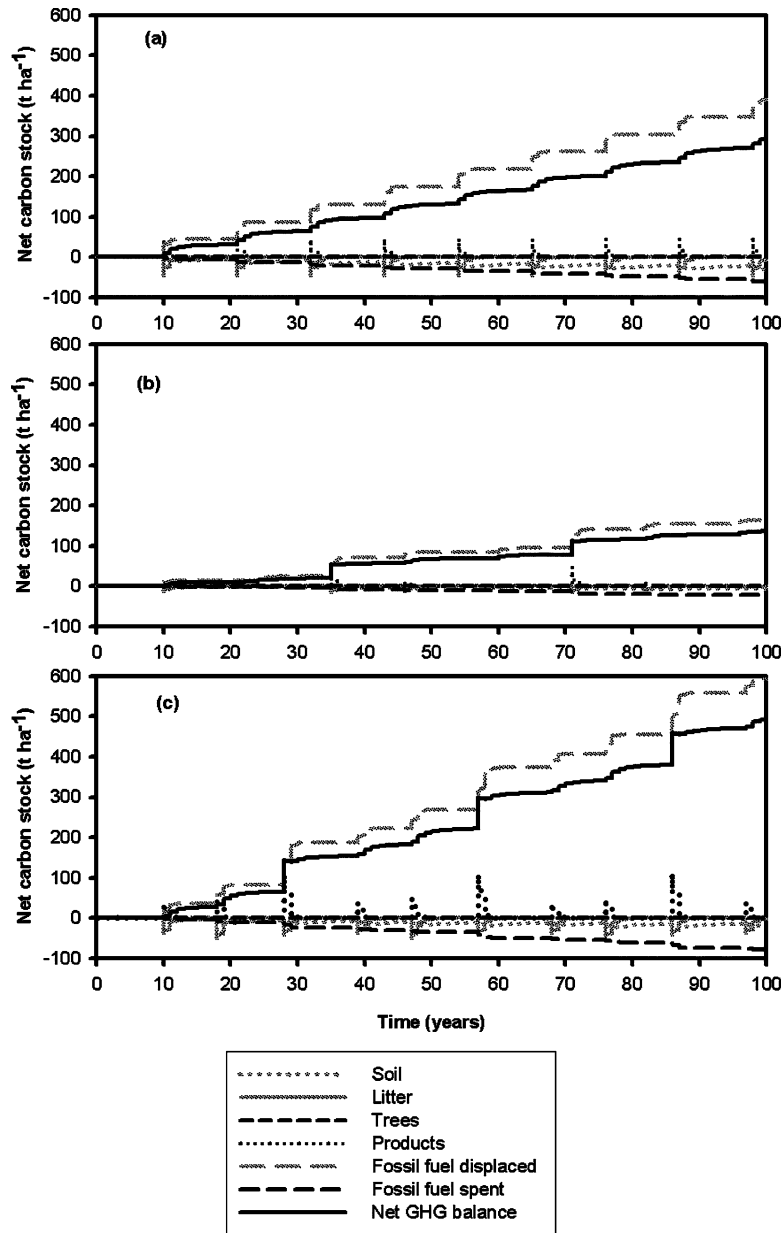 (a)
Net carbon stock (t ha⁻¹)
600
500
400
300
200
100
0
-100
0 10 20 30 40 50 60 70 80 90 100
(b)
Net carbon stock (t ha⁻¹)
600
500
400
300
200
100
0
-100
0 10 20 30 40 50 60 70 80 90 100
(c)
Net carbon stock (t ha⁻¹)
600
500
400
300
200
100
0
-100
0 10 20 30 40 50 60 70 80 90 100
Time (years)
Soil
Litter
Trees
Products
Fossil fuel displaced
Fossil fuel spent
Net GHG balance